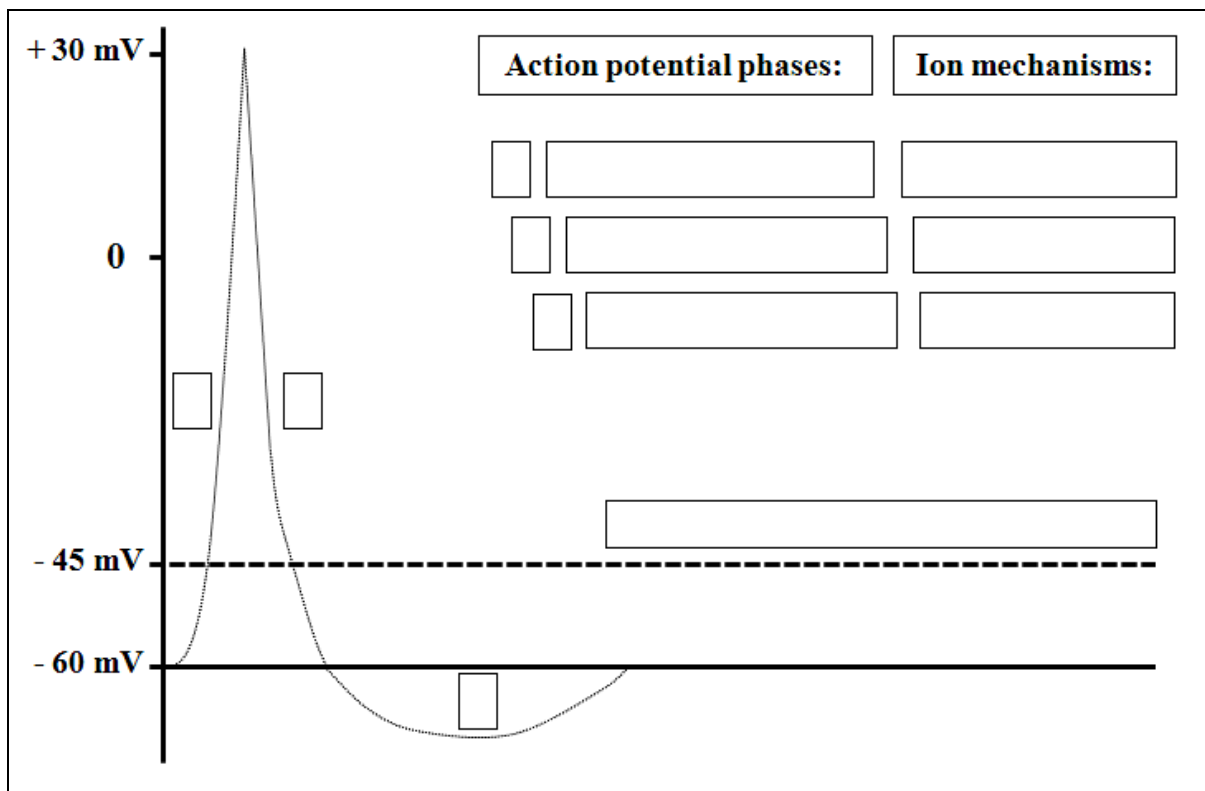 + 30 mV
Action potential phases:
Ion mechanisms:
0
- 45 mV
- 60 mV